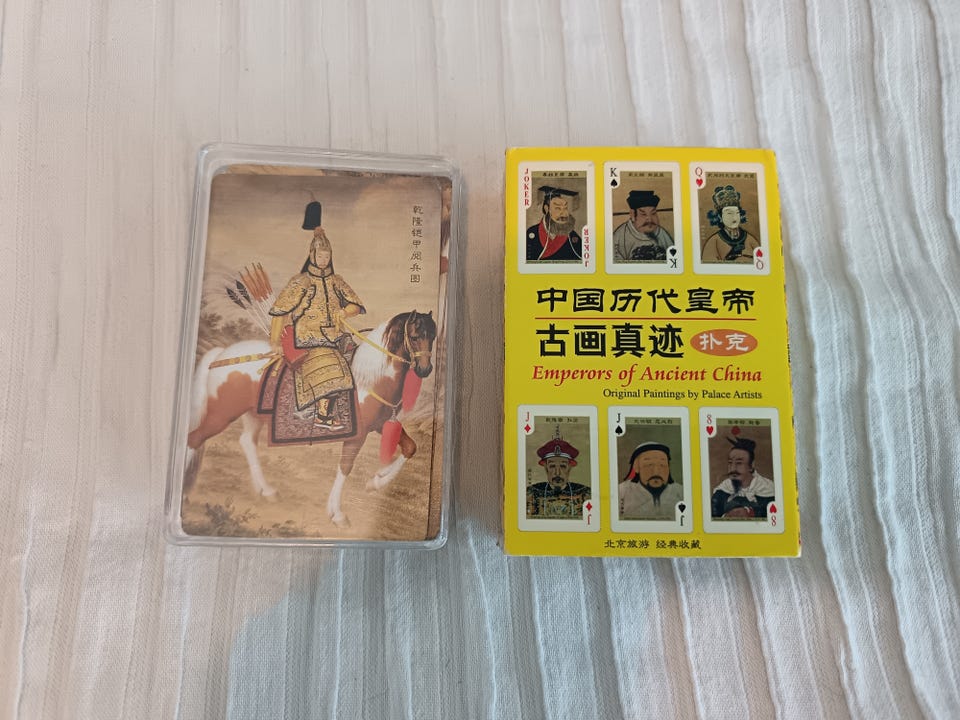 乾隆铠甲阅兵图
JOKER
JOKER
K
K
Q
Q
中国历代皇帝
古画真迹 扑克
Emperors of Ancient China
Original Paintings by Palace Artists
J
J
J
J
8
8
北京旅游 经典收藏